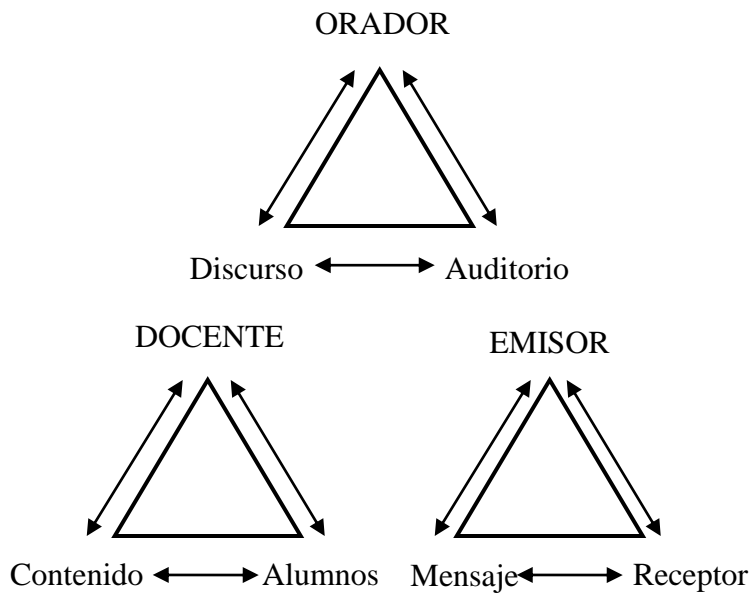 ORADOR
Discurso Auditorio
DOCENTE EMISOR
Contenido Alumnos Mensaje Receptor